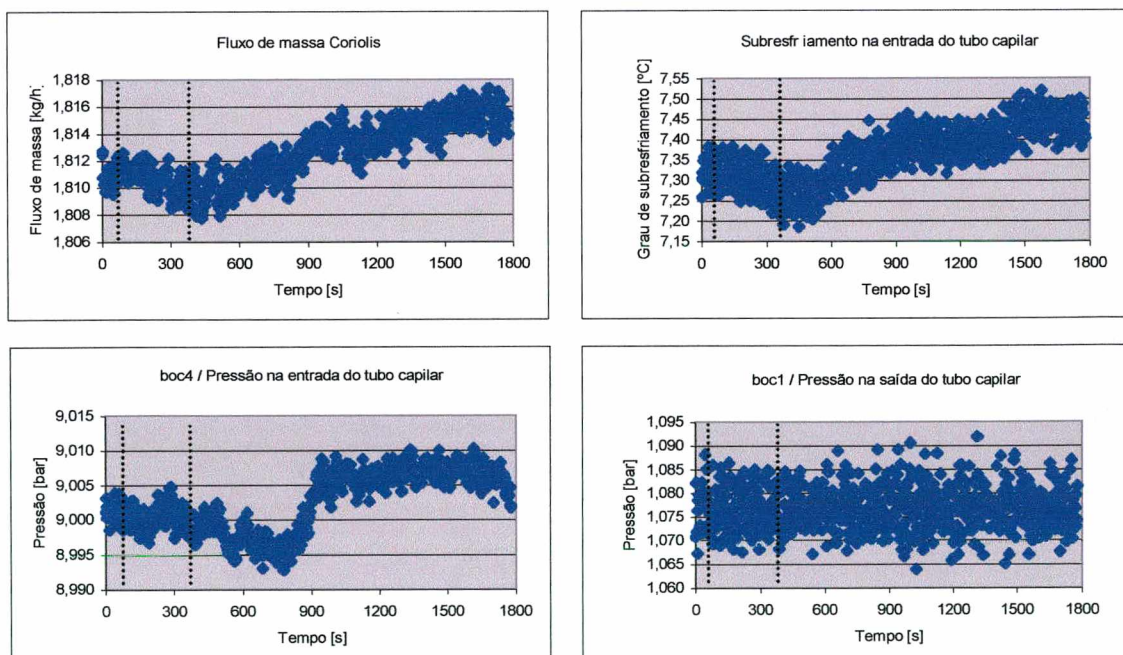 Fluxo de massa Coriolis
Fluxo de massa [kg/h]
1,818
1,816
1,814
1,812
1,810
1,808
1,806
0 300 600 900 1200 1500 1800
Tempo [s]
Subresfr iamento na entrada do tubo capilar
Grau de subresfriamento [ºC]
7,55
7,50
7,45
7,40
7,35
7,30
7,25
7,20
7,15
0 300 600 900 1200 1500 1800
Tempo [s]
boc4 / Pressão na entrada do tubo capilar
Pressão [bar]
9,015
9,010
9,005
9,000
8,995
8,990
0 300 600 900 1200 1500 1800
Tempo [s]
boc1 / Pressão na saída do tubo capilar
Pressão [bar]
1,095
1,090
1,085
1,080
1,075
1,070
1,065
1,060
0 300 600 900 1200 1500 1800
Tempo [s]